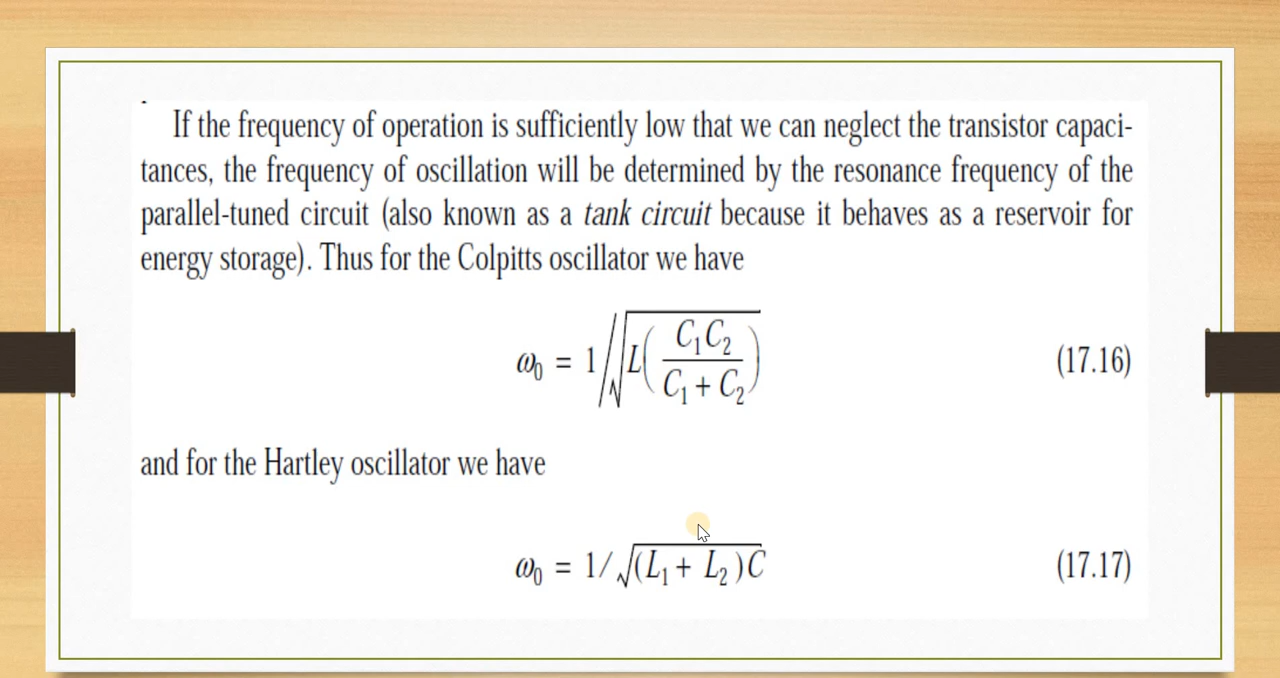 If the frequency of operation is sufficiently low that we can neglect the transistor capaci-
tances, the frequency of oscillation will be determined by the resonance frequency of the
parallel-tuned circuit (also known as a tank circuit because it behaves as a reservoir for
energy storage). Thus for the Colpitts oscillator we have
ω₀ = 1/√(L(C₁C₂/(C₁ + C₂))) (17.16)
and for the Hartley oscillator we have
ω₀ = 1/√((L₁ + L₂)C) (17.17)